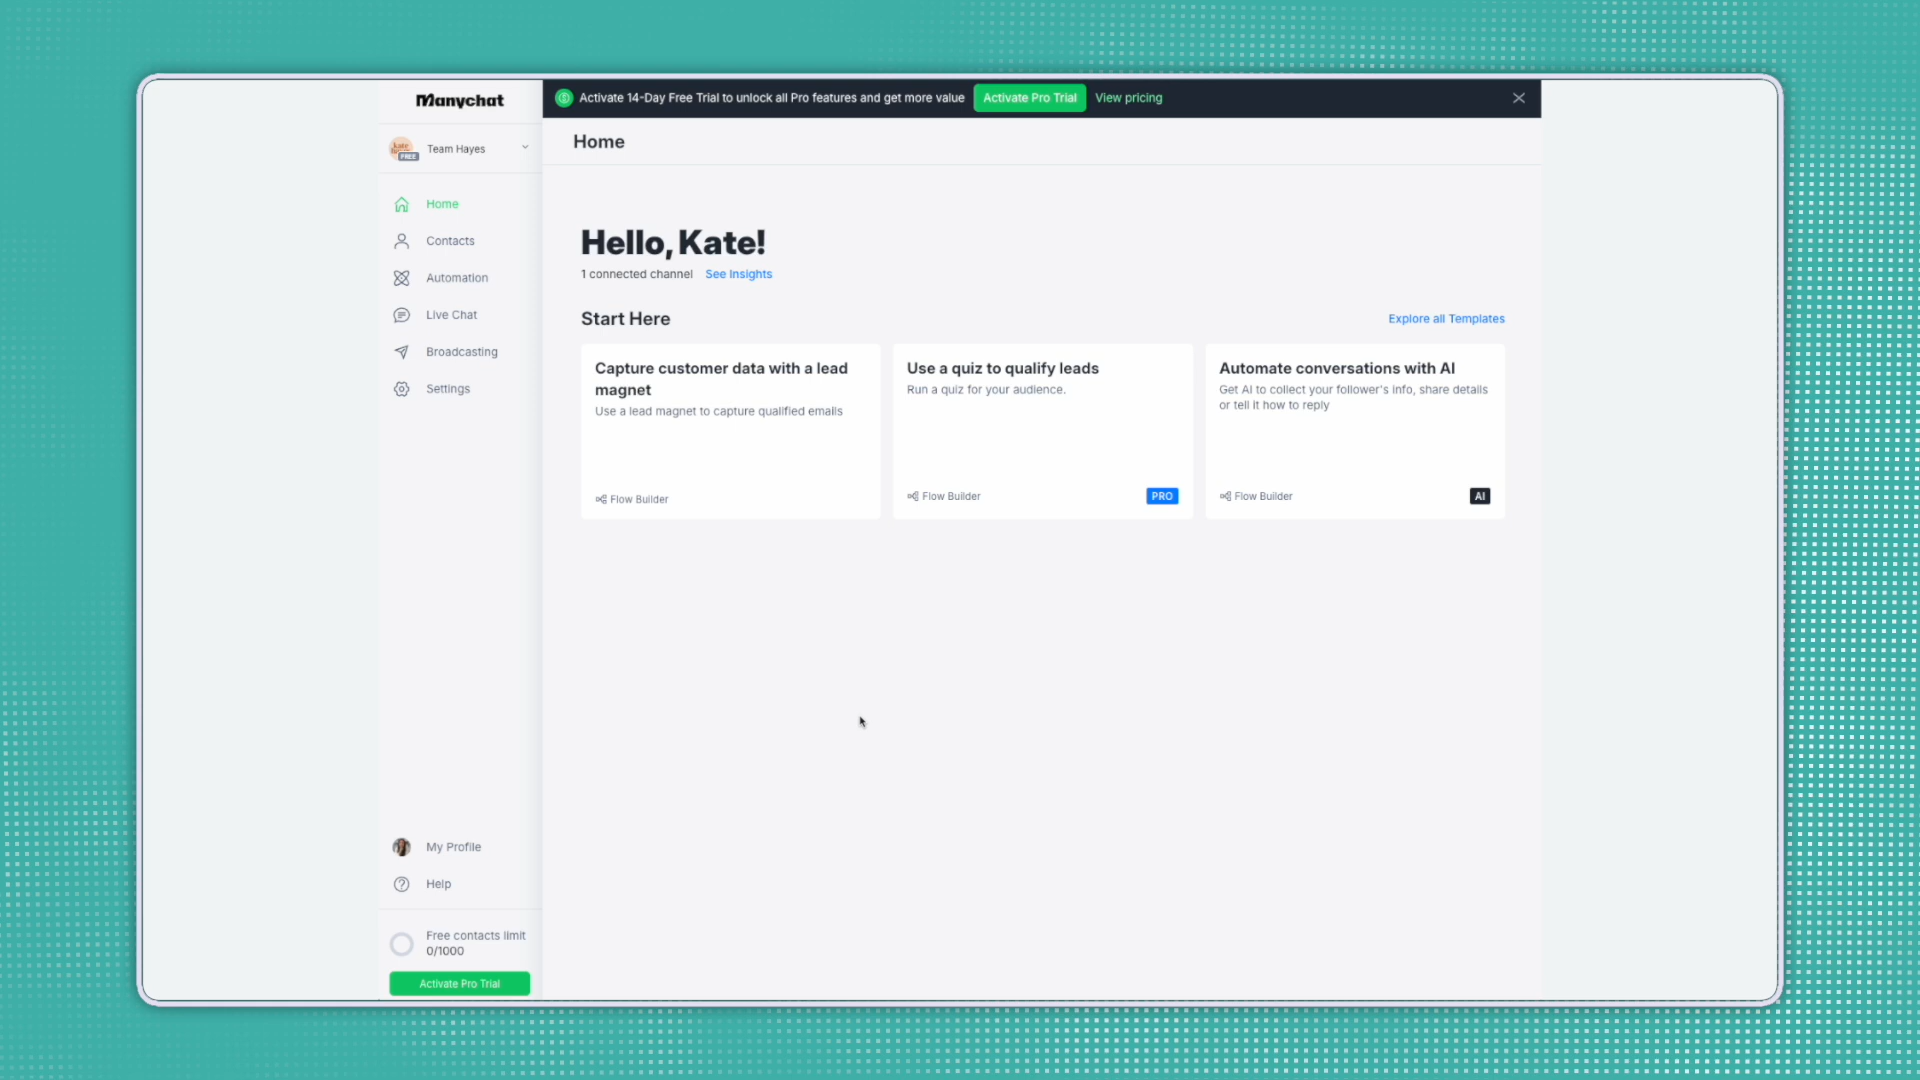 Manychat
Activate 14-Day Free Trial to unlock all Pro features and get more value
Activate Pro Trial
View pricing
FREE
Team Hayes
Home
Home
Contacts
Automation
Live Chat
Broadcasting
Settings
Hello, Kate!
1 connected channel See Insights
Start Here
Explore all Templates
Capture customer data with a lead
magnet
Use a lead magnet to capture qualified emails
Flow Builder
Use a quiz to qualify leads
Run a quiz for your audience.
Flow Builder
PRO
Automate conversations with AI
Get AI to collect your follower's info, share details
or tell it how to reply
Flow Builder
AI
My Profile
Help
Free contacts limit
0/1000
Activate Pro Trial